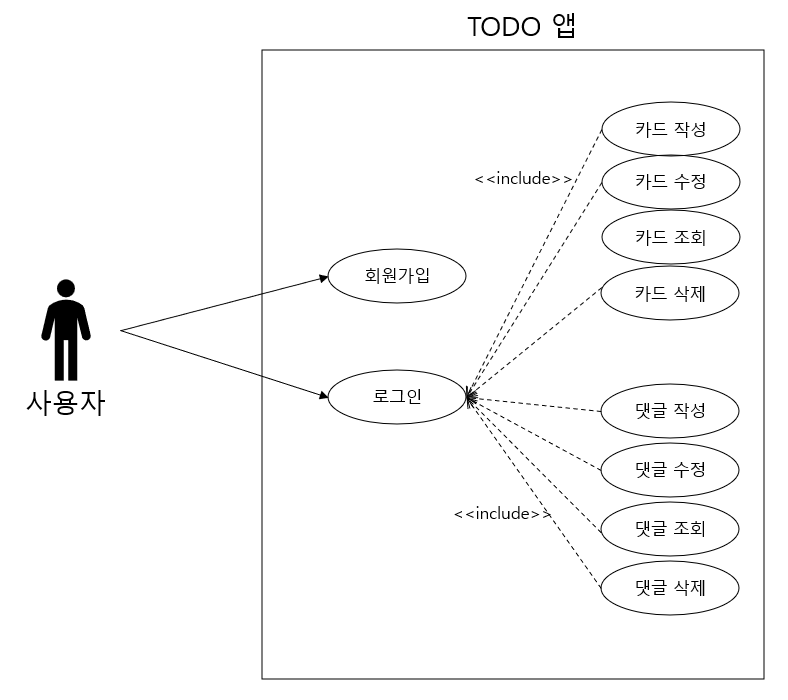 TODO 앱
카드 작성
<<include>>
카드 수정
카드 조회
회원가입
카드 삭제
로그인
사용자
댓글 작성
댓글 수정
<<include>>
댓글 조회
댓글 삭제